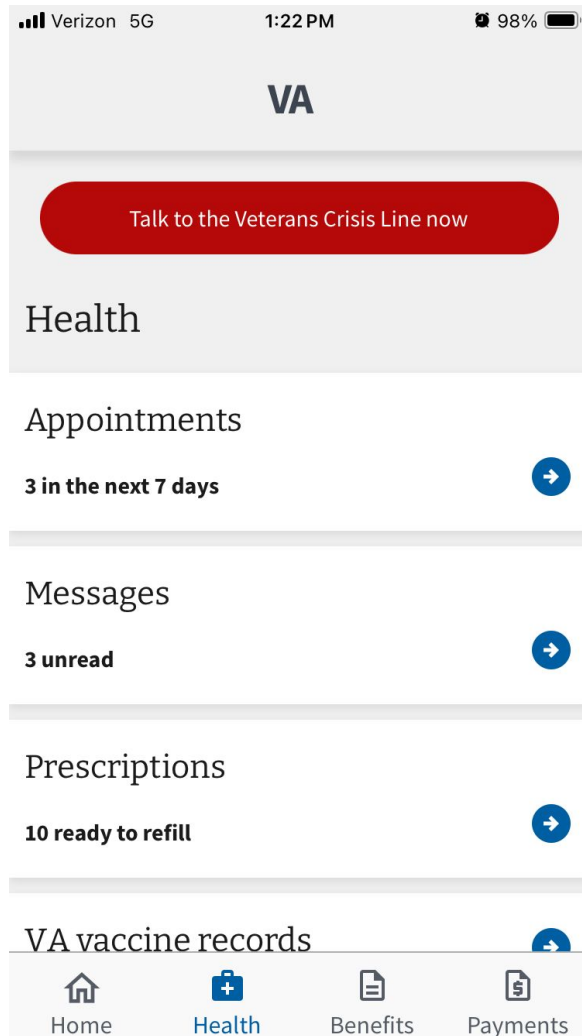 Verizon 5G 1:22 PM 98%
VA
Talk to the Veterans Crisis Line now
Health
Appointments
3 in the next 7 days
Messages
3 unread
Prescriptions
10 ready to refill
VA vaccine records
Home Health Benefits Payments